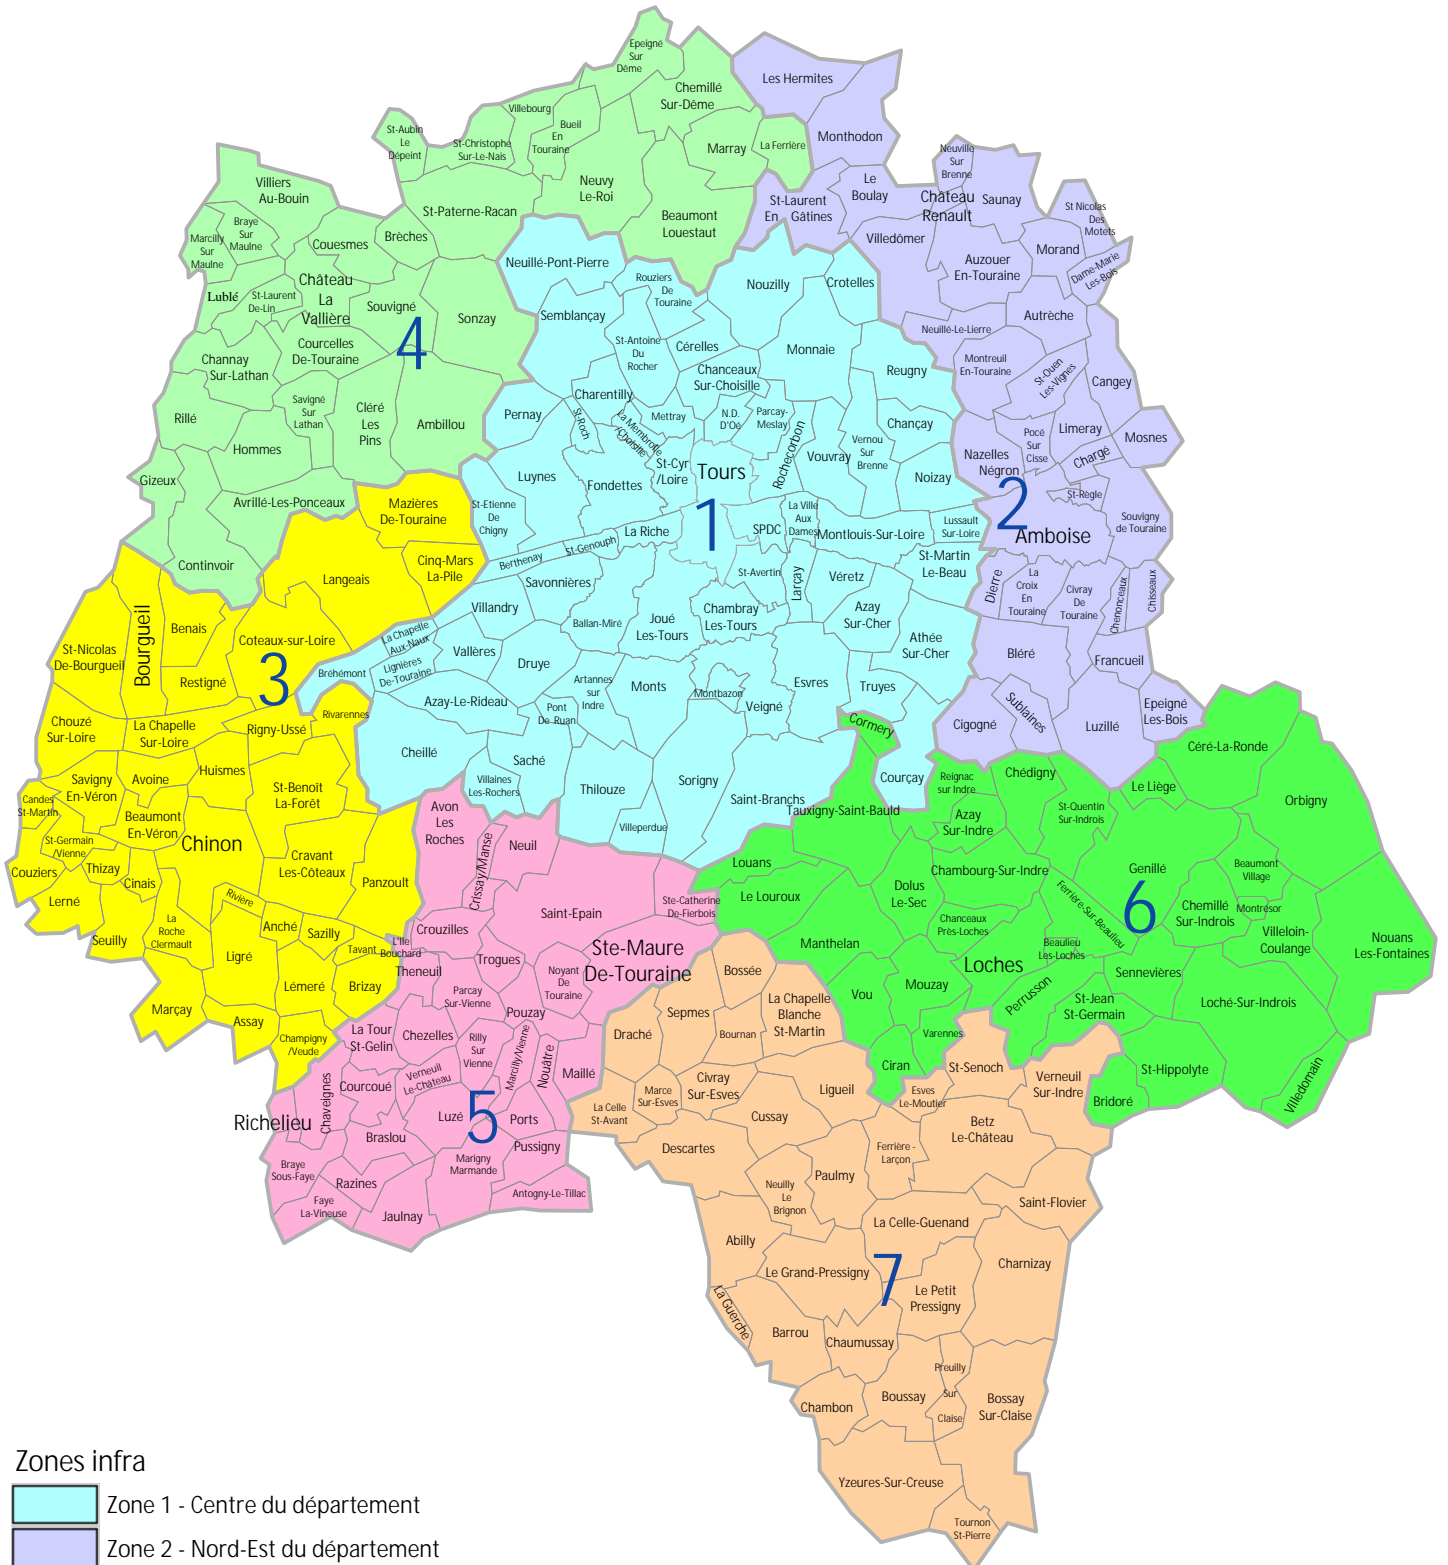 Epeigné
Sur
Dême
Chemillé
Sur-Dême
Les Hermites
Villebourg
Bueil
En
Touraine
St-Aubin
Le
Dépeint
St-Christophe
Sur-Le-Nais
Marray
La Ferrière
Monthodon
Neuville
Sur
Brenne
Villiers
Au-Bouin
Neuvy
Le-Roi
Le
Boulay
Château
Renault
Saunay
St Nicolas
Des
Motets
St-Paterne-Racan
Beaumont
Louestaut
St-Laurent
En Gâtines
Marcilly
Sur
Maulne
Braye
Sur
Maulne
Couesmes
Brèches
Villedômer
Morand
Dame-Marie
Les-Bois
Neuillé-Pont-Pierre
Rouziers
De
Touraine
Nouzilly
Crotelles
Auzouer
En-Touraine
Lublé
St-Laurent
De-Lin
Château
La
Vallière
Souvigné
Sonzay
4
Semblançay
Autrèche
Neuillé-Le-Lierre
Courcelles
De-Touraine
St-Antoine
Du
Rocher
Cérelles
Monnaie
Channay
Sur-Lathan
Chanceaux
Sur-Choisille
Reugny
Montreuil
En-Touraine
St-Ouen
Les-Vignes
Cangey
Rillé
Savigné
Sur
Lathan
Cléré
Les
Pins
Ambillou
Pernay
Charentilly
St-Roch
La Membrolle
/Choisille
Mettray
N.D.
D'Oé
Parcay-
Meslay
Rochecorbon
Vouvray
Vernou
Sur
Brenne
Chançay
Pocé
Sur
Cisse
Limeray
Mosnes
Hommes
Gizeux
Avrillé-Les-Ponceaux
Luynes
Fondettes
St-Cyr
/Loire
Tours
1
Noizay
Nazelles
Négron
2
Chargé
St-Règle
Mazières
De-Touraine
St-Etienne
De
Chigny
La Riche
SPDC
La Ville
Aux
Dames
Montlouis-Sur-Loire
Lussault
Sur-Loire
Amboise
Souvigny
de Touraine
Continvoir
Langeais
Cinq-Mars
La-Pile
Berthenay
St-Genouph
St-Martin
Le-Beau
Savonnières
St-Avertin
Larçay
Véretz
Dierre
La
Croix
En
Touraine
Civray
De
Touraine
Chenonceaux
Chisseaux
Bourgueil
Benais
St-Nicolas
De-Bourgueil
Coteaux-sur-Loire
3
Restigné
Villandry
La Chapelle
Aux-Naux
Ballan-Miré
Joué
Les-Tours
Chambray
Les-Tours
Azay
Sur-Cher
Athée
Sur-Cher
Bréhémont
Lignières
De-Touraine
Vallères
Druye
Bléré
Francueil
Chouzé
Sur-Loire
La Chapelle
Sur-Loire
Rigny-Ussé
Rivarennes
Azay-Le-Rideau
Artannes
sur
Indre
Pont
De Ruan
Monts
Montbazon
Veigné
Esvres
Truyes
Cormery
Cigogné
Sublaines
Luzillé
Epeigné
Les-Bois
Savigny
En-Véron
Avoine
Huismes
St-Benoit
La-Forêt
Cheillé
Saché
Villaines
Les-Rochers
Thilouze
Sorigny
Saint-Branchs
Courçay
Reignac
sur Indre
Chédigny
Céré-La-Ronde
Le Liège
Orbigny
Candes
St-Martin
Beaumont
En-Véron
St-Germain
/Vienne
Chinon
Avon
Les
Roches
Crissay/Manse
Neuil
Villeperdue
Tauxigny-Saint-Bauld
Azay
Sur-Indre
St-Quentin
Sur-Indrois
Couziers
Thizay
Cinais
Cravant
Les-Côteaux
Panzoult
Louans
Chambourg-Sur-Indre
Genillé
Beaumont
Village
Lerné
Rivière
Le Louroux
Dolus
Le-Sec
Ferrière-Sur-Beaulieu
6
Chemillé
Sur-Indrois
Montrésor
Seuilly
La
Roche
Clermault
Anché
Sazilly
Tavant
L'Ile
Bouchard
Crouzilles
Saint-Epain
Ste-Catherine
De-Fierbois
Chanceaux
Près-Loches
Beaulieu
Les-Loches
Villeloin-
Coulange
Nouans
Les-Fontaines
Ligré
Theneuil
Trogues
Ste-Maure
De-Touraine
Noyant
De
Touraine
Manthelan
Loches
Perrusson
Sennevières
Marçay
Lémeré
Brizay
Parcay
Sur-Vienne
Pouzay
Bossée
La Chapelle
Blanche
St-Martin
Vou
Mouzay
St-Jean
St-Germain
Loché-Sur-Indrois
Assay
Champigny
/Veude
La Tour
St-Gelin
Chezelles
Rilly
Sur
Vienne
Marcilly/Vienne
Nouâtre
Maillé
Draché
Sepmes
Bournan
Varennes
Ciran
St-Senoch
Verneuil
Sur-Indre
St-Hippolyte
Bridoré
Villedomain
Richelieu
Chaveignes
Courcoué
Verneuil
Le-Château
Luzé
5
Ports
La Celle
St-Avant
Marce
Sur-Esves
Civray
Sur-Esves
Cussay
Ligueil
Esves
Le-Moutier
Betz
Le-Château
Braslou
Marigny
Marmande
Pussigny
Descartes
Ferrière -
Larçon
Braye
Sous-Faye
Razines
Antogny-Le-Tillac
Neuilly
Le
Brignon
Paulmy
Saint-Flovier
Faye
La-Vineuse
Jaulnay
Abilly
La Celle-Guenand
Le Grand-Pressigny
7
Charnizay
La Guerche
Barrou
Le Petit
Pressigny
Chaumussay
Preuilly
Sur
Claise
Chambon
Boussay
Bossay
Sur-Claise
Yzeures-Sur-Creuse
Tournon
St-Pierre
Zones infra
Zone 1 - Centre du département
Zone 2 - Nord-Est du département